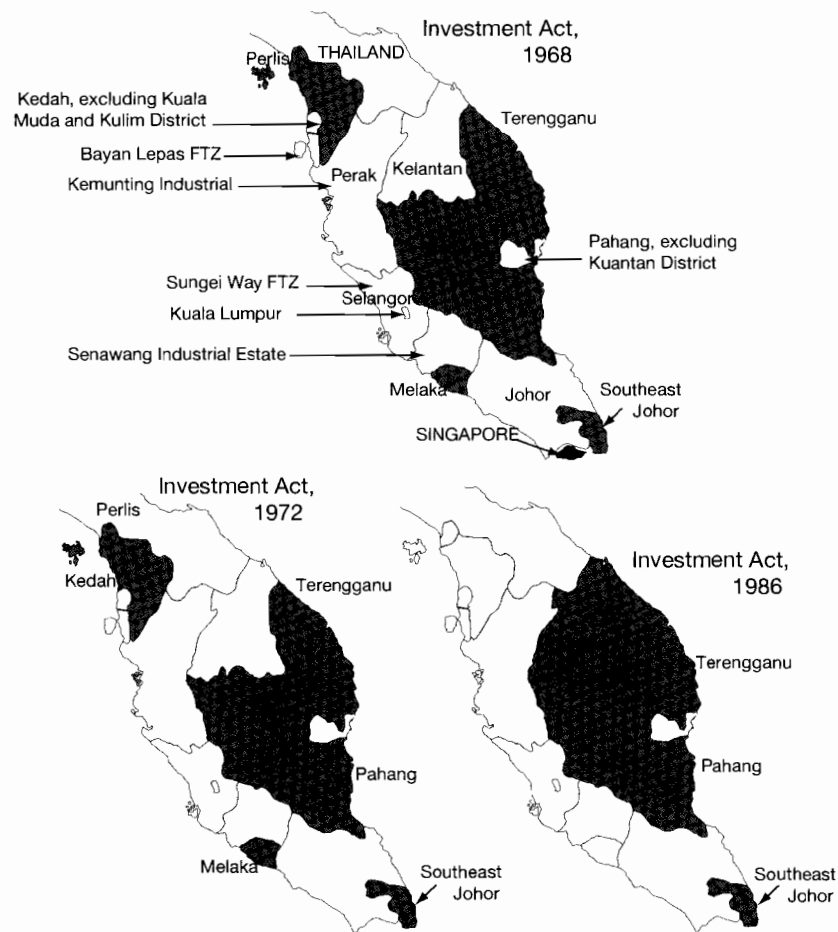 Investment Act,
1968
THAILAND
Perlis
Kedah, excluding Kuala
Muda and Kulim District
Terengganu
Bayan Lepas FTZ
Kelantan
Perak
Kemunting Industrial
Pahang, excluding
Kuantan District
Sungei Way FTZ
Selangor
Kuala Lumpur
Senawang Industrial Estate
Melaka
Johor
Southeast
Johor
SINGAPORE
Investment Act,
1972
Perlis
Kedah
Terengganu
Pahang
Melaka
Southeast
Johor
Investment Act,
1986
Terengganu
Pahang
Southeast
Johor